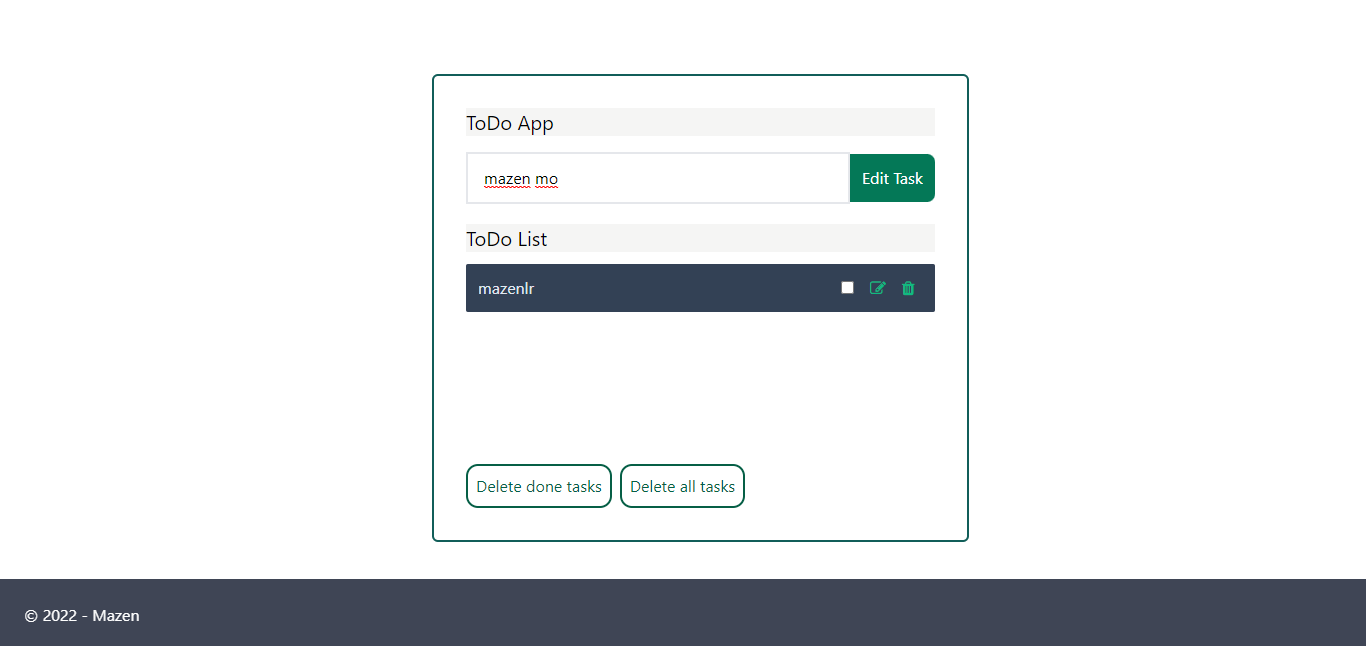 ToDo App
mazen mo
Edit Task
ToDo List
mazenlr
Delete done tasks
Delete all tasks
© 2022 - Mazen